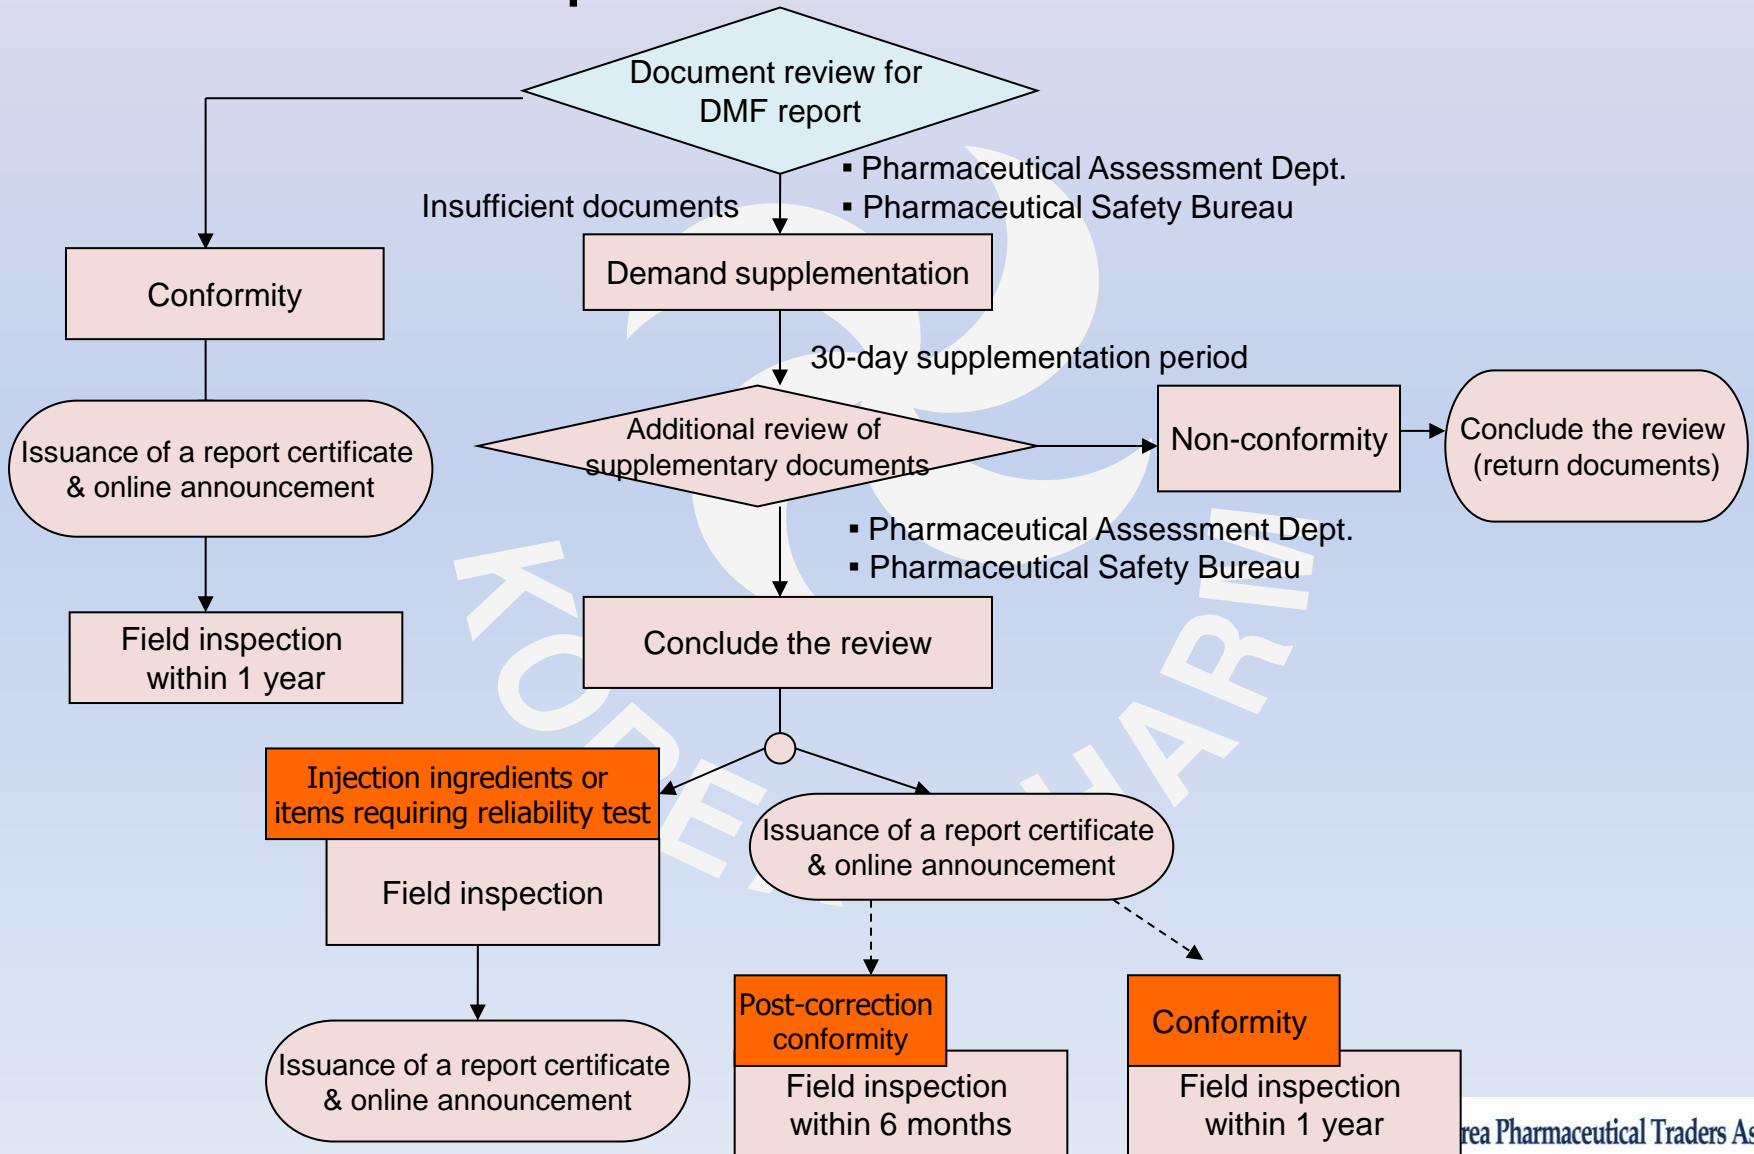 Document review for
DMF report
▪ Pharmaceutical Assessment Dept.
▪ Pharmaceutical Safety Bureau
Insufficient documents
Conformity
Demand supplementation
30-day supplementation period
Issuance of a report certificate
& online announcement
Additional review of
supplementary documents
Non-conformity
Conclude the review
(return documents)
▪ Pharmaceutical Assessment Dept.
▪ Pharmaceutical Safety Bureau
Field inspection
within 1 year
Conclude the review
Injection ingredients or
items requiring reliability test
Field inspection
Issuance of a report certificate
& online announcement
Issuance of a report certificate
& online announcement
Post-correction
conformity
Field inspection
within 6 months
Conformity
Field inspection
within 1 year
Pharmaceutical Traders